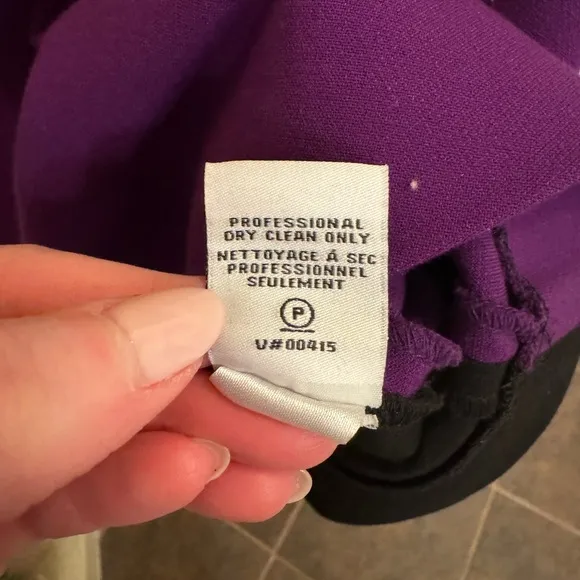 PROFESSIONAL
DRY CLEAN ONLY
NETTOYAGE Á SEC
PROFESSIONNEL
SEULEMENT
P
V#00415